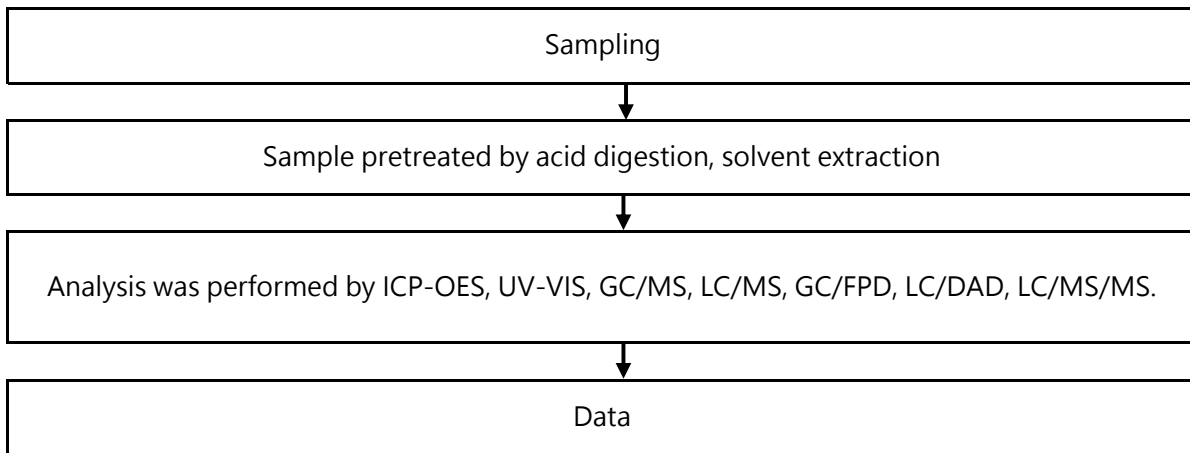 Sampling
Sample pretreated by acid digestion, solvent extraction
Analysis was performed by ICP-OES, UV-VIS, GC/MS, LC/MS, GC/FPD, LC/DAD, LC/MS/MS.
Data